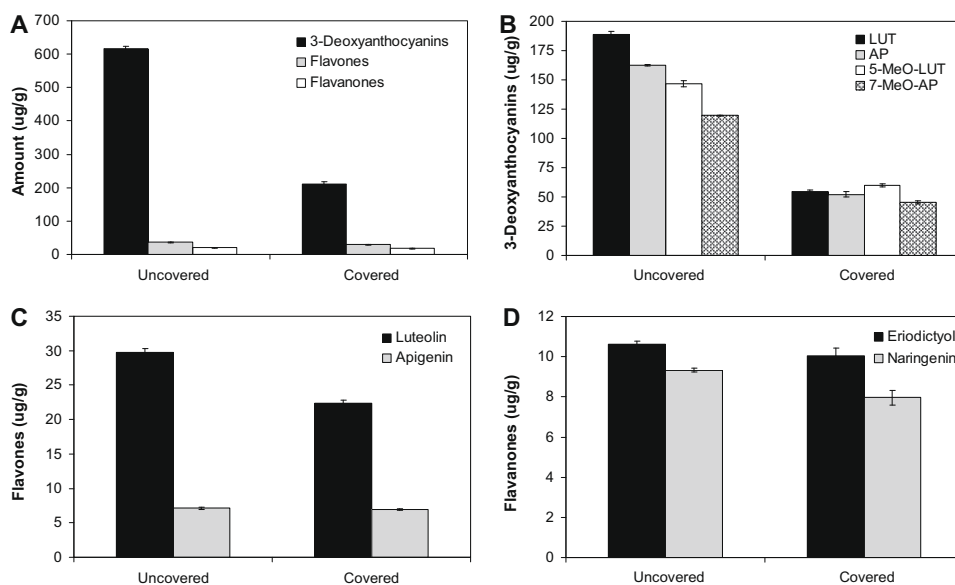 A
Amount (ug/g)
700
600
500
400
300
200
100
0
3-Deoxyanthocyanins
Flavones
Flavanones
Uncovered
Covered
B
3-Deoxyanthocyanins (ug/g)
200
175
150
125
100
75
50
25
0
LUT
AP
5-MeO-LUT
7-MeO-AP
Uncovered
Covered
C
Flavones (ug/g)
35
30
25
20
15
10
5
0
Luteolin
Apigenin
Uncovered
Covered
D
Flavanones (ug/g)
12
10
8
6
4
2
0
Eriodictyol
Naringenin
Uncovered
Covered